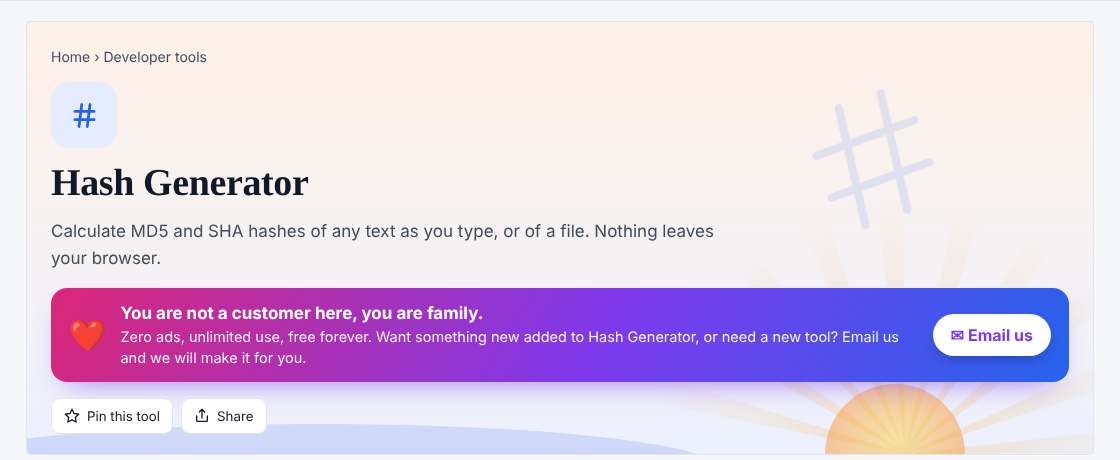 Home › Developer tools
#
Hash Generator
Calculate MD5 and SHA hashes of any text as you type, or of a file. Nothing leaves
your browser.
You are not a customer here, you are family.
Zero ads, unlimited use, free forever. Want something new added to Hash Generator, or need a new tool? Email us
and we will make it for you.
✉ Email us
Pin this tool
Share